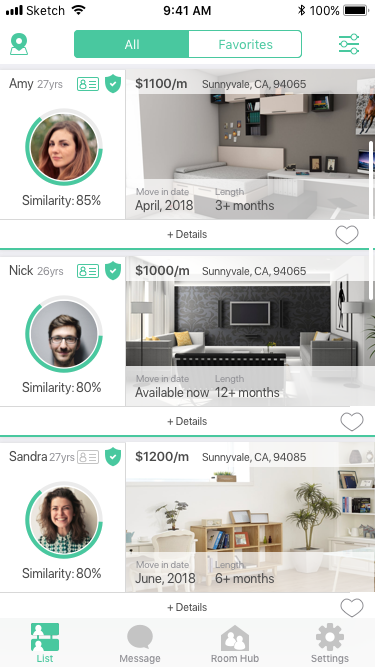 Sketch 9:41 AM 100%
All Favorites
Amy 27yrs $1100/m Sunnyvale, CA, 94065
Similarity: 85%
Move in date Length
April, 2018 3+ months
+ Details
Nick 26yrs $1000/m Sunnyvale, CA, 94065
Similarity: 80%
Move in date Length
Available now 12+ months
+ Details
Sandra 27yrs $1200/m Sunnyvale, CA, 94085
Similarity: 80%
Move in date Length
June, 2018 6+ months
+ Details
List Message Room Hub Settings